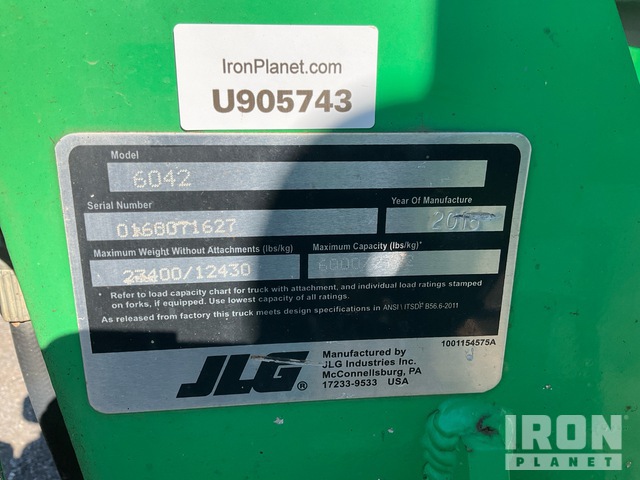 IronPlanet.com
U905743
Model
6042
Serial Number
Year Of Manufacture
Maximum Weight Without Attachments (lbs/kg)
Maximum Capacity (lbs/kg)*
* Refer to load capacity chart for truck with attachment, and individual load ratings stamped
on forks, if equipped. Use lowest capacity of all ratings.
As released from factory this truck meets design specifications in ANSI \ ITSDF B56.6-2011
1001154575A
JLG ®
Manufactured by
JLG Industries Inc.
McConnellsburg, PA
17233-9533 USA
IRON
PLANET